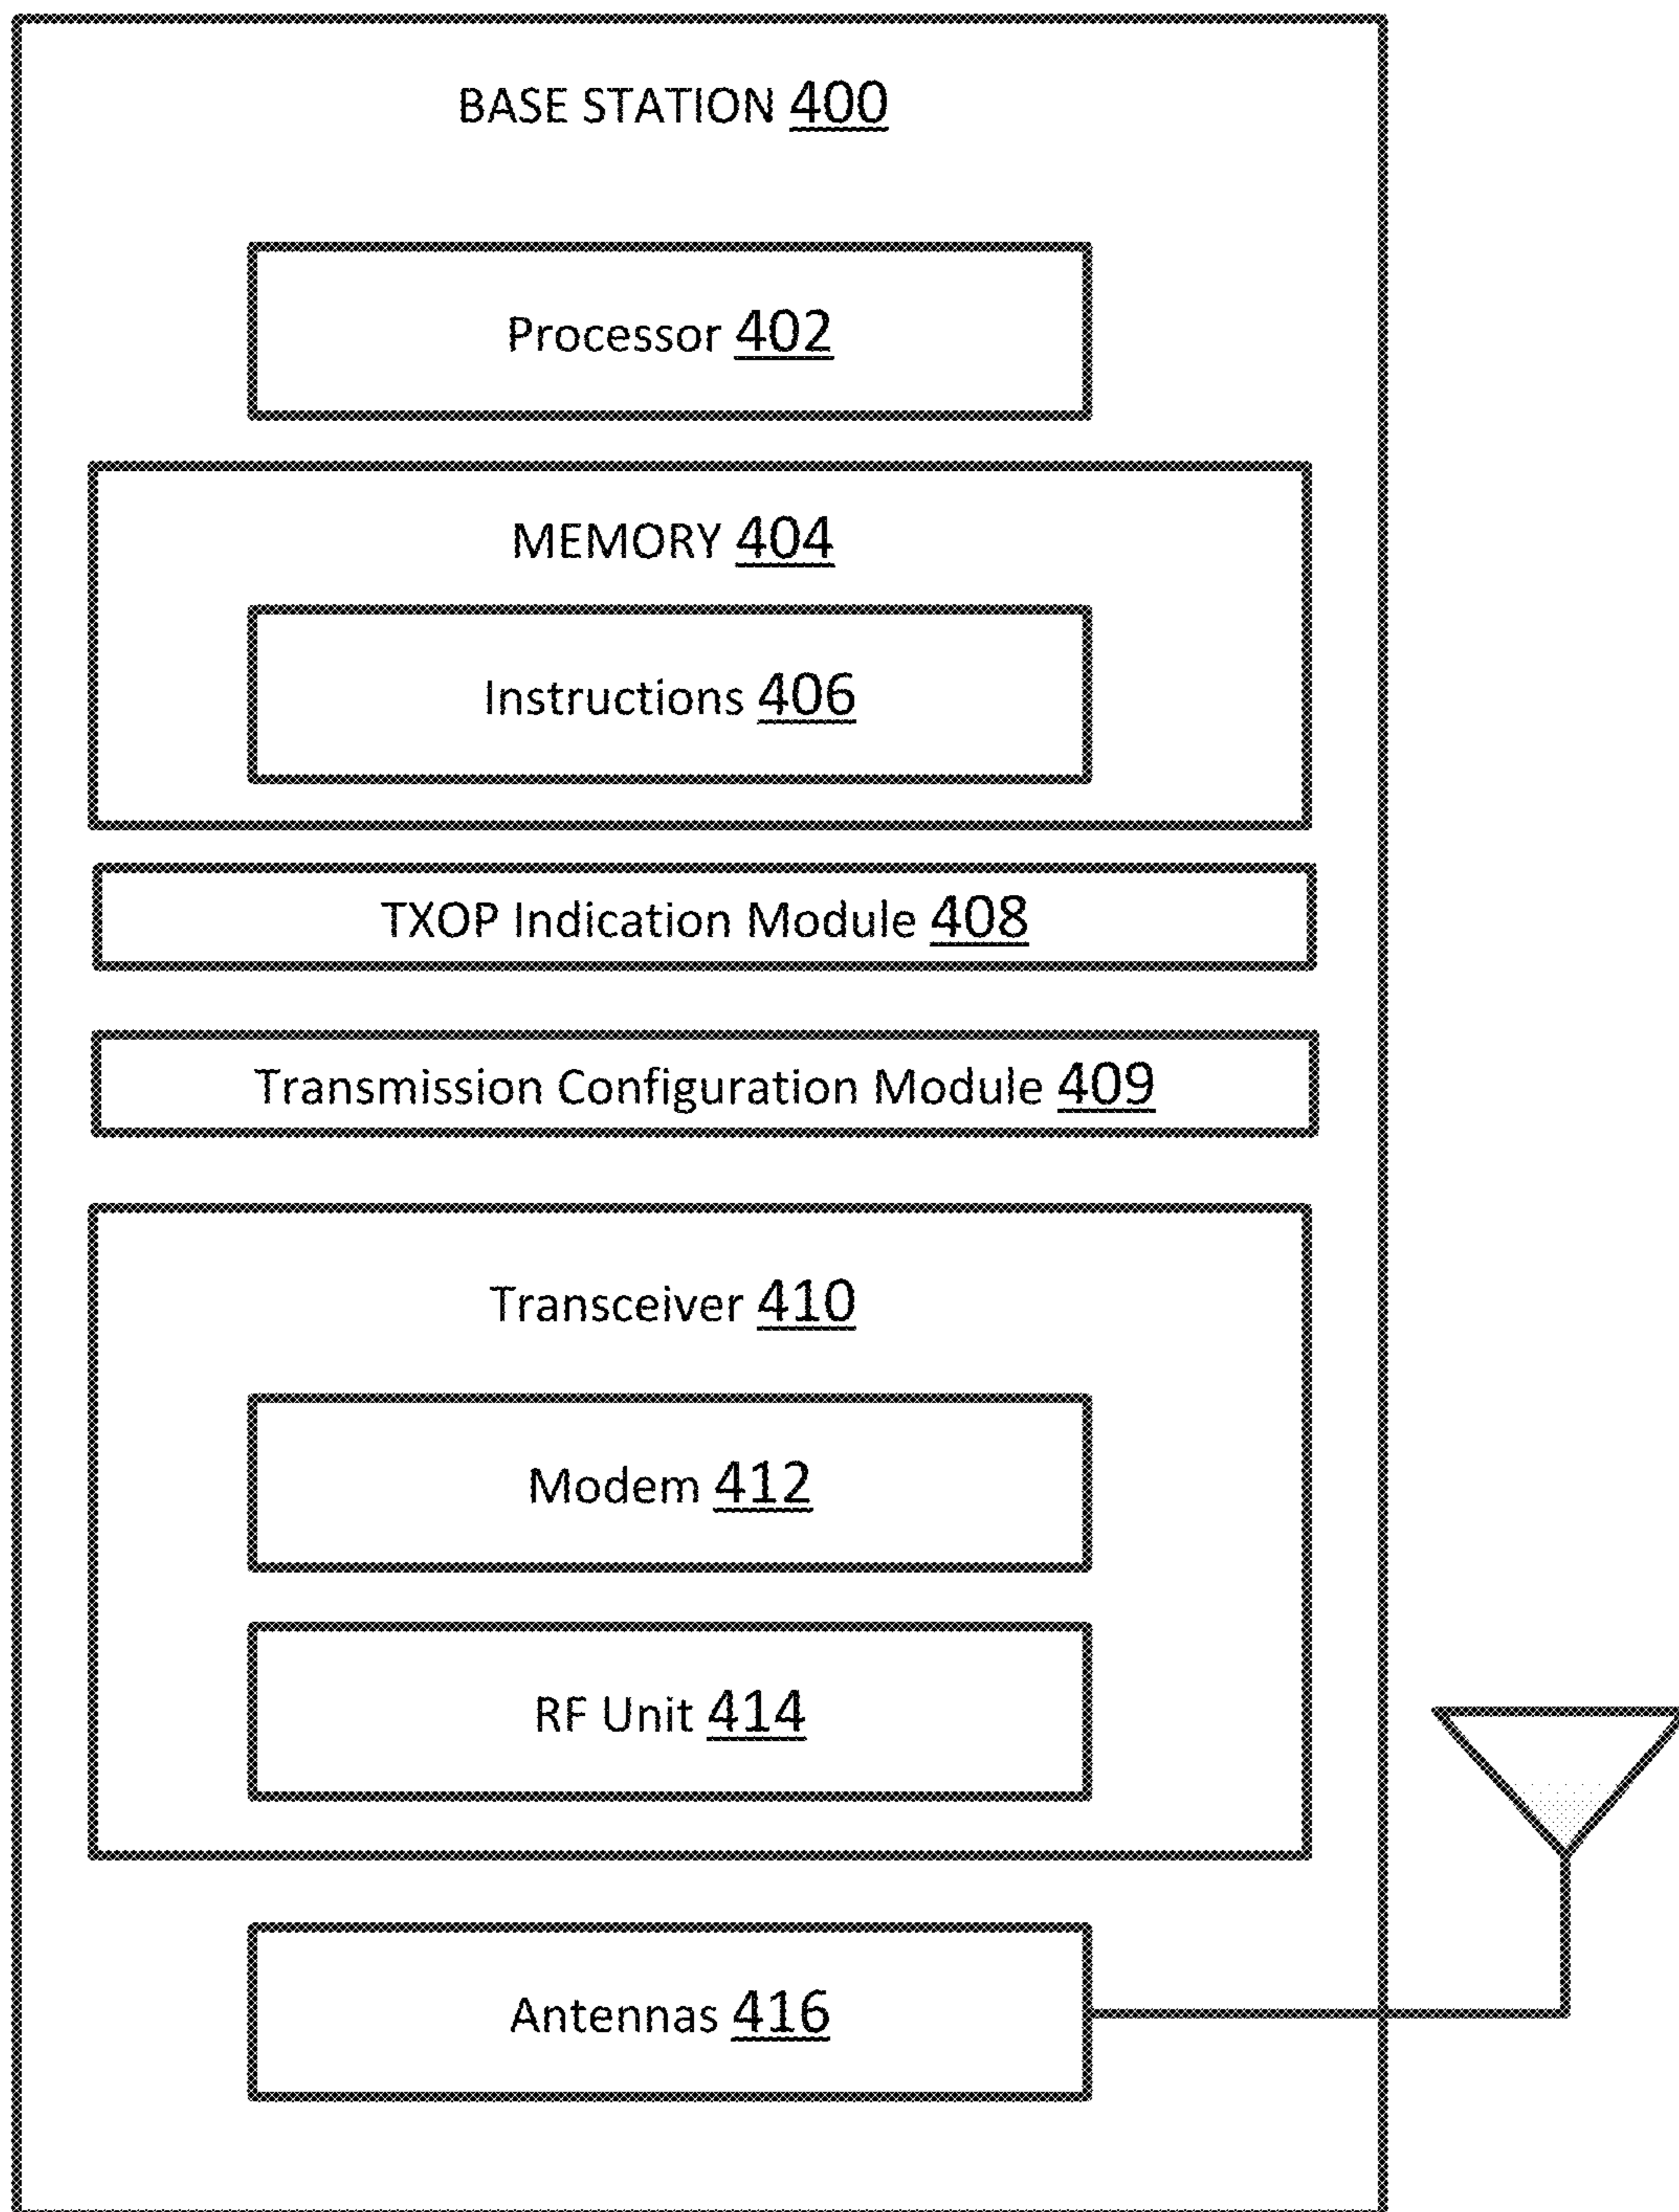 BASE STATION 400
Processor 402
MEMORY 404
Instructions 406
TXOP Indication Module 408
Transmission Configuration Module 409
Transceiver 410
Modem 412
RF Unit 414
Antennas 416